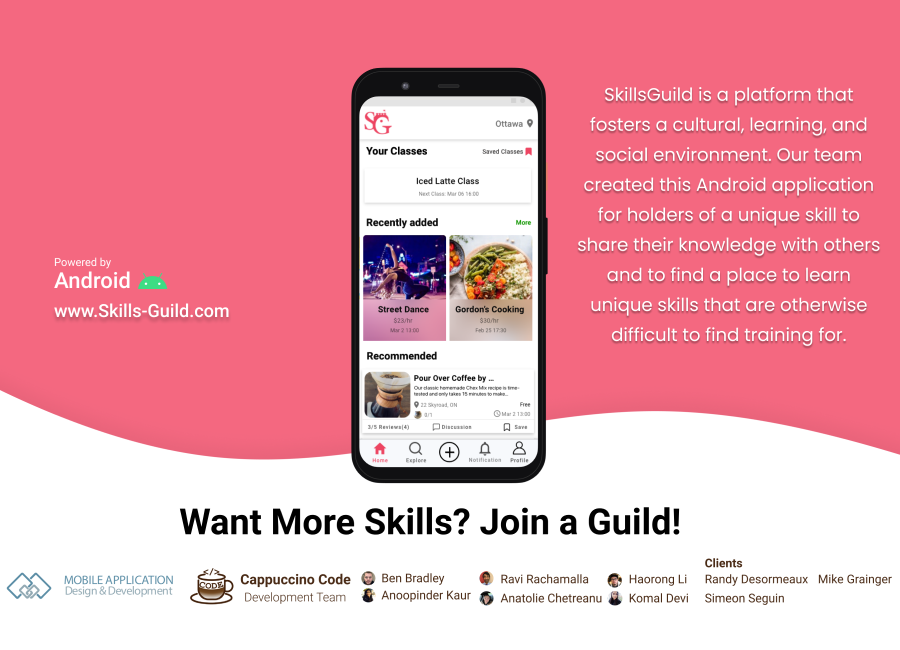 SkillsGuild is a platform that
fosters a cultural, learning, and
social environment. Our team
created this Android application
for holders of a unique skill to
share their knowledge with others
and to find a place to learn
unique skills that are otherwise
difficult to find training for.
Powered by
Android
www.Skills-Guild.com
SG
Ottawa
Your Classes
Saved Classes
Iced Latte Class
Next Class: Mar 06 16:00
Recently added
More
Street Dance
$23/hr
Mar 2 13:00
Gordon's Cooking
$30/hr
Feb 25 17:30
Recommended
Pour Over Coffee by ...
Our classic homemade Chex Mix recipe is time-
tested and only takes 15 minutes to make...
22 Skyroad, ON
Free
0/1
Mar 2 13:00
3/5 Reviews(4)
Discussion
Save
Home
Explore
Notification
Profile
Want More Skills? Join a Guild!
MOBILE APPLICATION
Design & Development
CODE
Cappuccino Code
Development Team
Ben Bradley
Anoopinder Kaur
Ravi Rachamalla
Anatolie Chetreanu
Haorong Li
Komal Devi
Clients
Randy Desormeaux Mike Grainger
Simeon Seguin